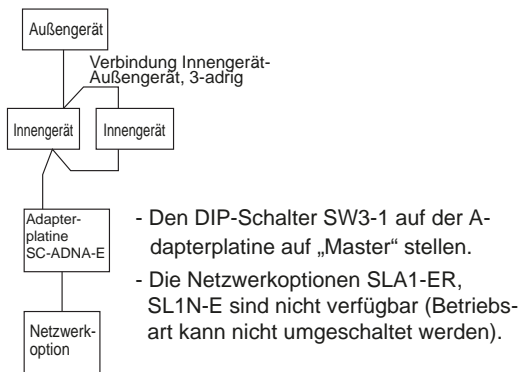 Außengerät
Verbindung Innengerät-
Außengerät, 3-adrig
Innengerät
Innengerät
Adapter-
platine
SC-ADNA-E
- Den DIP-Schalter SW3-1 auf der A-
dapterplatine auf „Master“ stellen.
- Die Netzwerkoptionen SLA1-ER,
SL1N-E sind nicht verfügbar (Betriebs-
art kann nicht umgeschaltet werden).
Netzwerk-
option